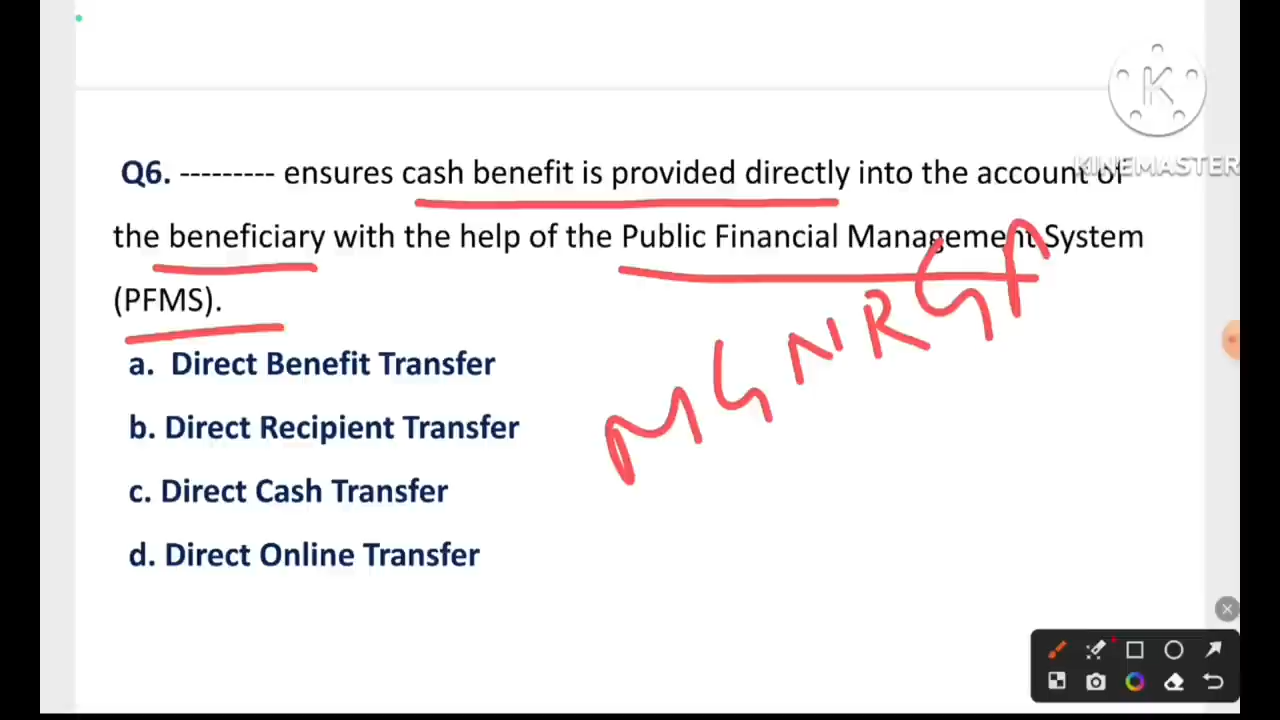 K
KINEMASTER
Q6. --------- ensures cash benefit is provided directly into the account of
the beneficiary with the help of the Public Financial Management System
(PFMS).
MGNRGA
a. Direct Benefit Transfer
b. Direct Recipient Transfer
c. Direct Cash Transfer
d. Direct Online Transfer